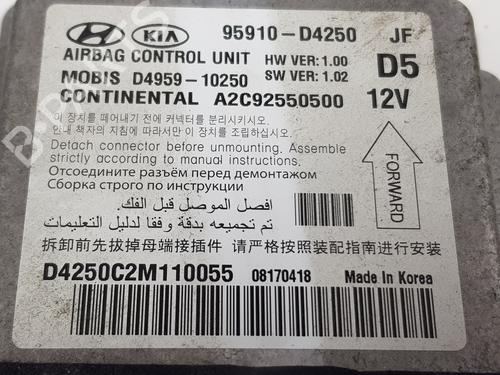 HYUNDAI KIA 95910-D4250 JF
AIRBAG CONTROL UNIT HW VER: 1.00 D5
MOBIS D4959-10250 SW VER: 1.02
CONTINENTAL A2C92550500 12V
이 장치를 떼어내기 전에 커넥터를 분리시키시오.
안내 책자의 지침에 따라서만 이 장치를 조립하십시오.
Detach connector before unmounting. Assemble
strictly according to manual instructions.
Отсоедините разъём перед демонтажом
Сборка строго по инструкции
افصل الموصل قبل الفك.
تم تجميعه بدقة وفقا لدليل التعليمات
拆卸前先拔掉母端接插件 请严格按照装配指南进行安装
FORWARD
D4250C2M110055 08170418 Made in Korea